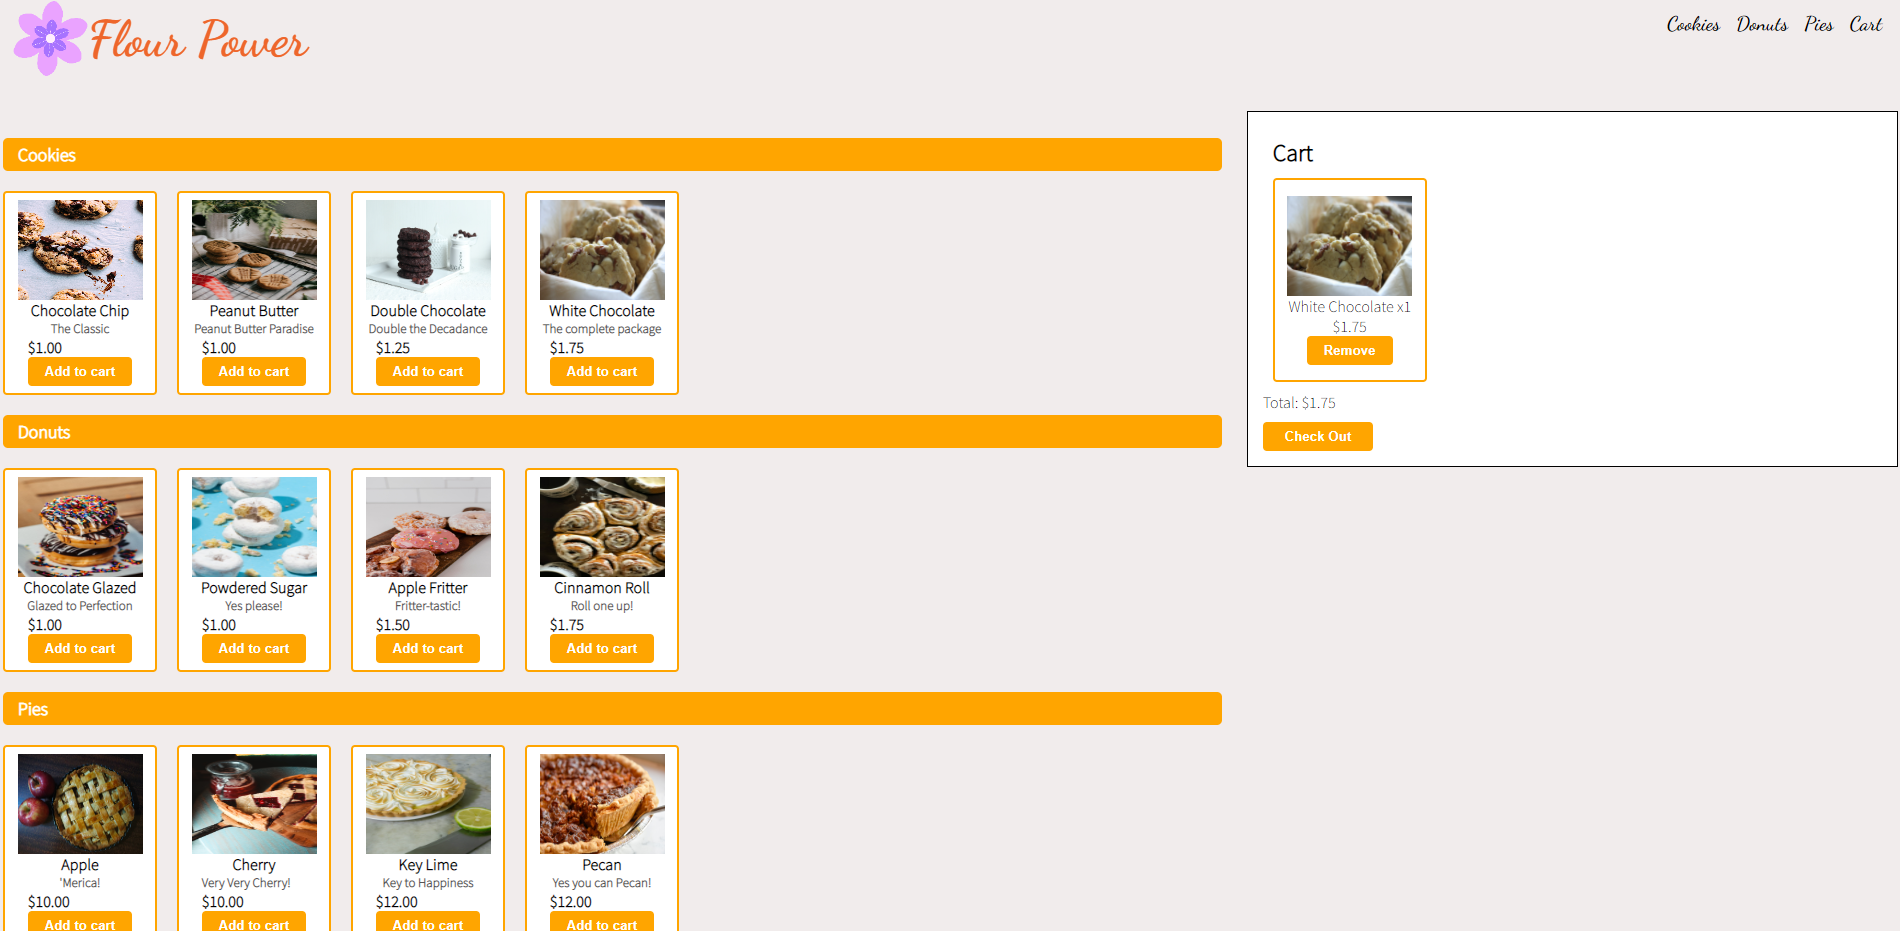 Flour Power
Cookies Donuts Pies Cart
Cookies
Chocolate Chip
The Classic
$1.00
Add to cart
Peanut Butter
Peanut Butter Paradise
$1.00
Add to cart
Double Chocolate
Double the Decadance
$1.25
Add to cart
White Chocolate
The complete package
$1.75
Add to cart
Donuts
Chocolate Glazed
Glazed to Perfection
$1.00
Add to cart
Powdered Sugar
Yes please!
$1.00
Add to cart
Apple Fritter
Fritter-tastic!
$1.50
Add to cart
Cinnamon Roll
Roll one up!
$1.75
Add to cart
Pies
Apple
'Merica!
$10.00
Add to cart
Cherry
Very Very Cherry!
$10.00
Add to cart
Key Lime
Key to Happiness
$12.00
Add to cart
Pecan
Yes you can Pecan!
$12.00
Add to cart
Cart
White Chocolate x1
$1.75
Remove
Total: $1.75
Check Out